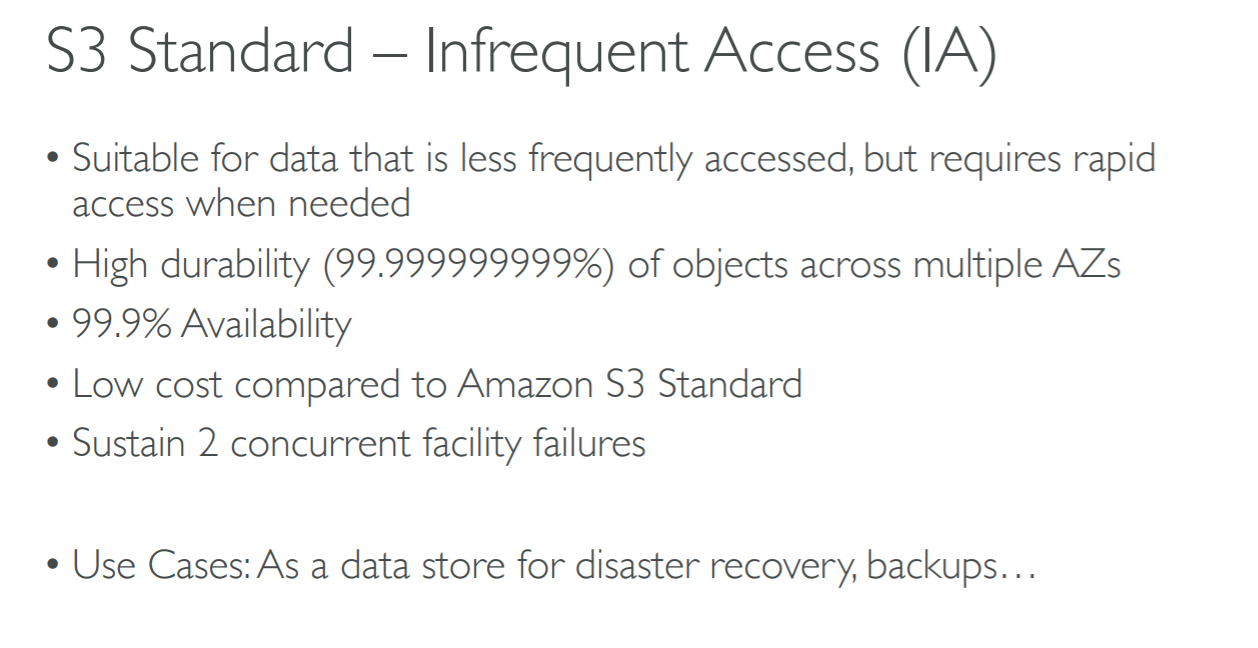 S3 Standard – Infrequent Access (IA)
• Suitable for data that is less frequently accessed, but requires rapid
access when needed
• High durability (99.999999999%) of objects across multiple AZs
• 99.9% Availability
• Low cost compared to Amazon S3 Standard
• Sustain 2 concurrent facility failures
• Use Cases: As a data store for disaster recovery, backups…